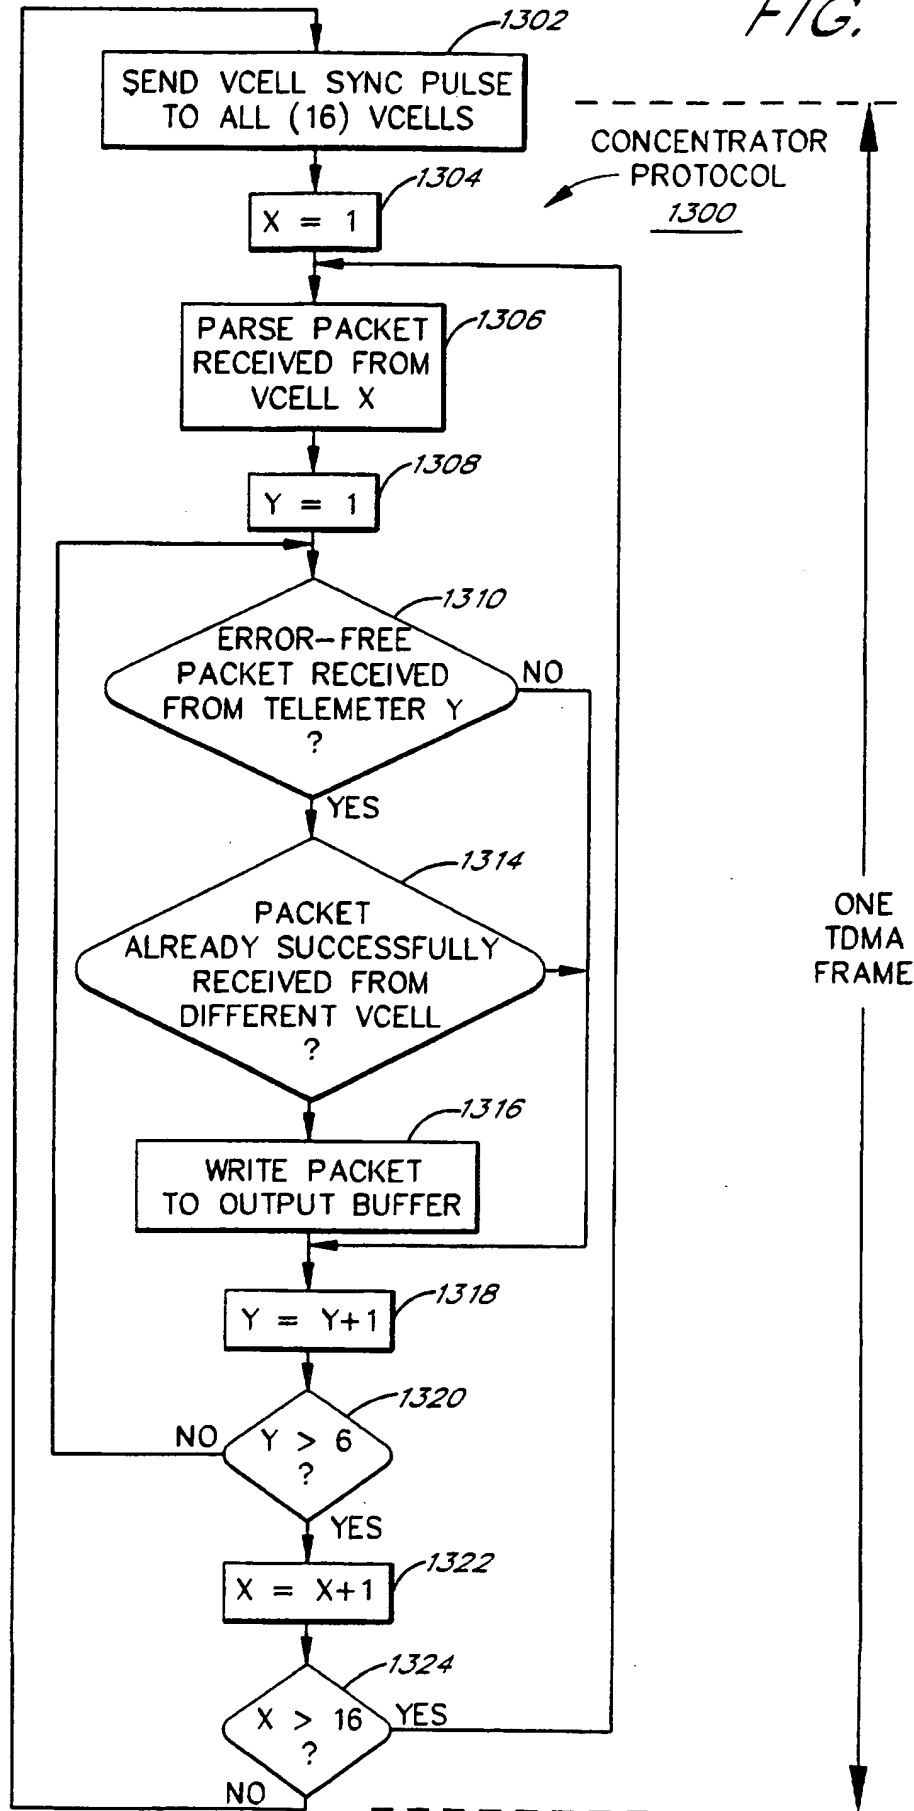 FIG.
1302
SEND VCELL SYNC PULSE
TO ALL (16) VCELLS
CONCENTRATOR
PROTOCOL
1300
1304
X = 1
1306
PARSE PACKET
RECEIVED FROM
VCELL X
1308
Y = 1
1310
ERROR-FREE
PACKET RECEIVED
FROM TELEMETER Y
?
NO
YES
1314
PACKET
ALREADY SUCCESSFULLY
RECEIVED FROM
DIFFERENT VCELL
?
ONE
TDMA
FRAME
1316
WRITE PACKET
TO OUTPUT BUFFER
1318
Y = Y+1
1320
NO
Y > 6
?
YES
1322
X = X+1
1324
X > 16
?
YES
NO